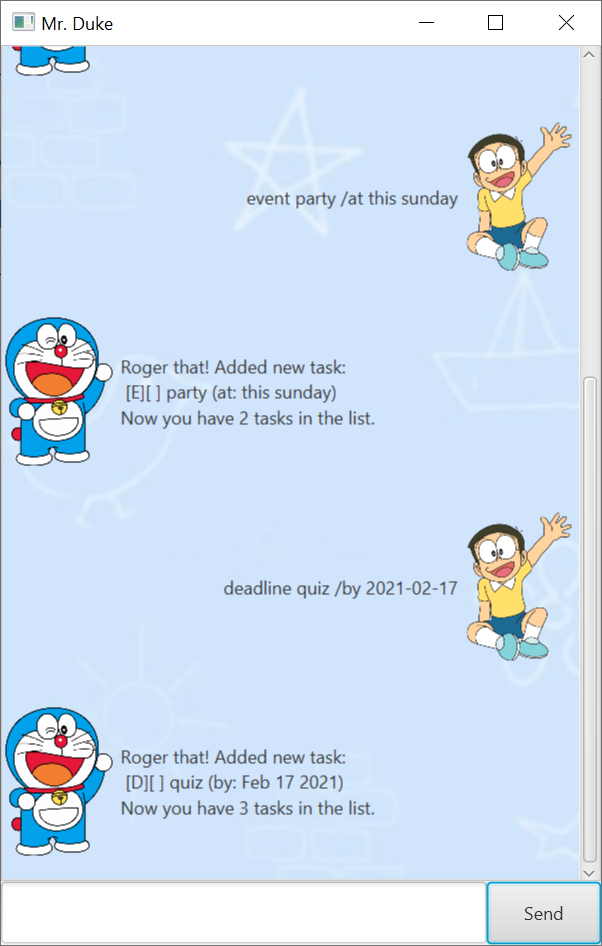 Mr. Duke
event party /at this sunday
Roger that! Added new task:
[E][ ] party (at: this sunday)
Now you have 2 tasks in the list.
deadline quiz /by 2021-02-17
Roger that! Added new task:
[D][ ] quiz (by: Feb 17 2021)
Now you have 3 tasks in the list.
Send